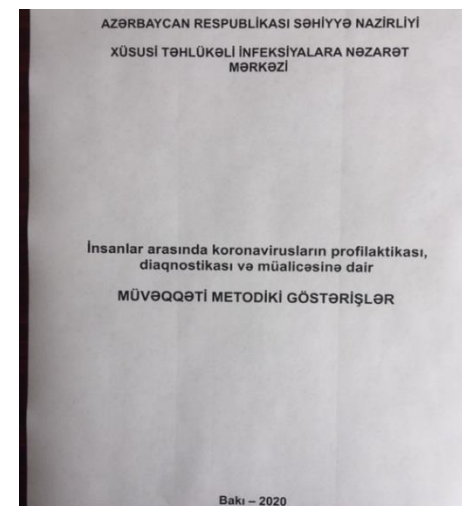 AZƏRBAYCAN RESPUBLİKASI SƏHİYYƏ NAZİRLİYİ
XÜSUSİ TƏHLÜKƏLİ İNFEKSİYALARA NƏZARƏT
MƏRKƏZİ
İnsanlar arasında koronavirusların profilaktikası,
diaqnostikası və müalicəsinə dair
MÜVƏQQƏTİ METODİKİ GÖSTƏRİŞLƏR
Bakı – 2020